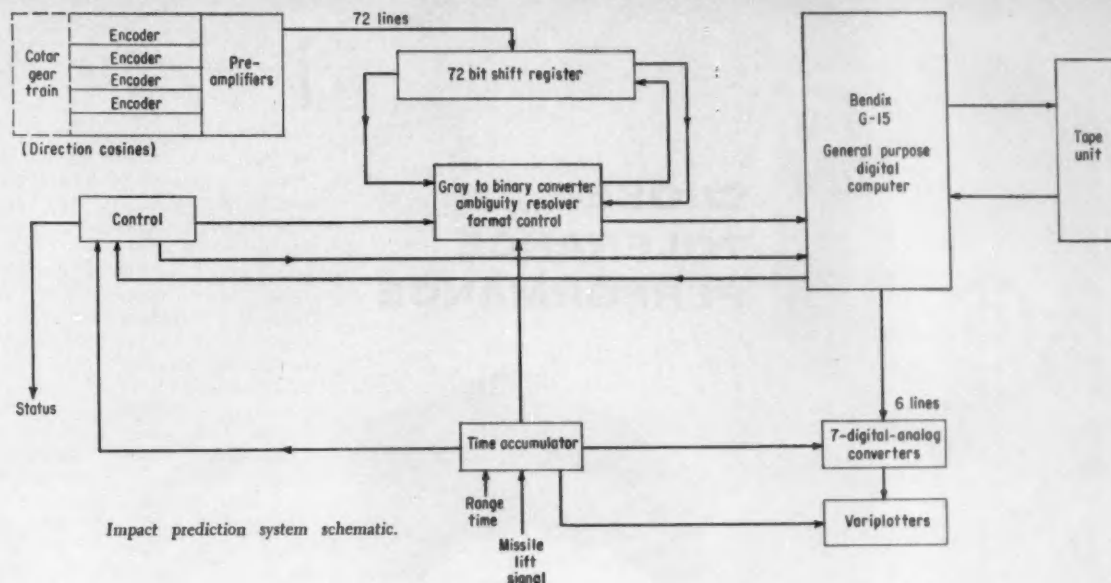 72 lines
Cotar
gear
train
Encoder
Encoder
Encoder
Encoder
Pre-
amplifiers
(Direction cosines)
72 bit shift register
Gray to binary converter
ambiguity resolver
format control
Bendix
G-15
General purpose
digital
computer
Tape
unit
Control
Status
6 lines
Time accumulator
7-digital-analog
converters
Range
time
Variplotters
Missile
lift
signal
Impact prediction system schematic.